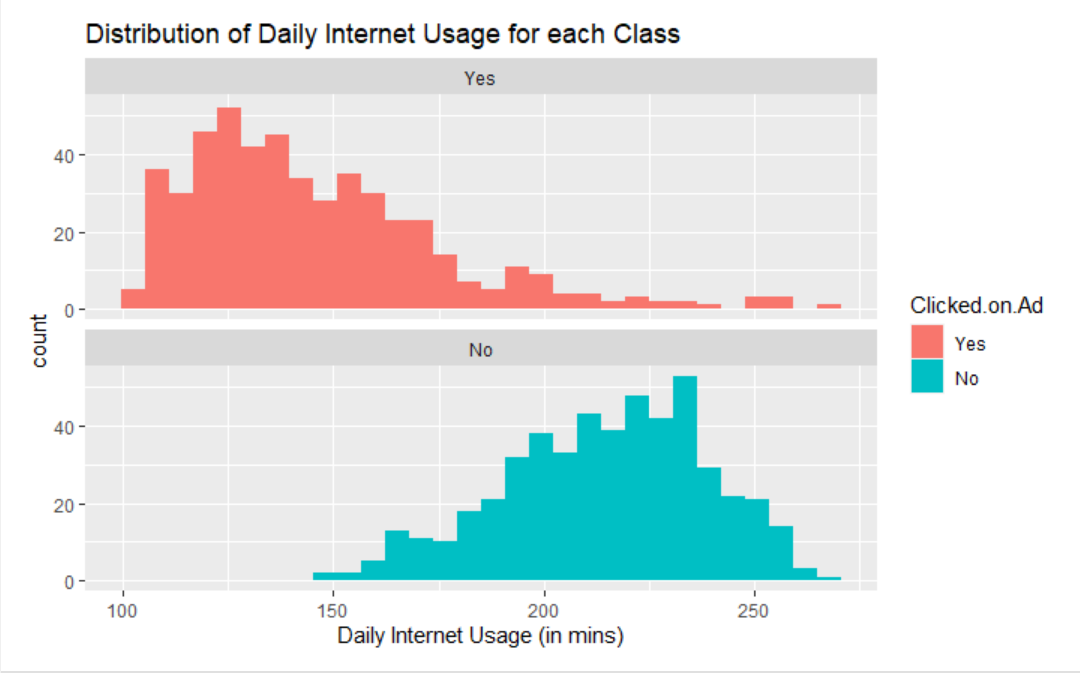 Distribution of Daily Internet Usage for each Class
Yes
40
20
0
No
40
20
0
count
100 150 200 250
Daily Internet Usage (in mins)
Clicked.on.Ad
Yes
No